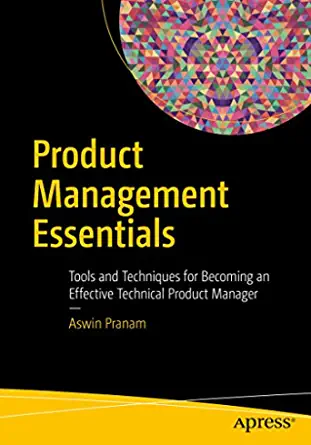 Product
Management
Essentials
Tools and Techniques for Becoming an
Effective Technical Product Manager
—
Aswin Pranam
Apress®